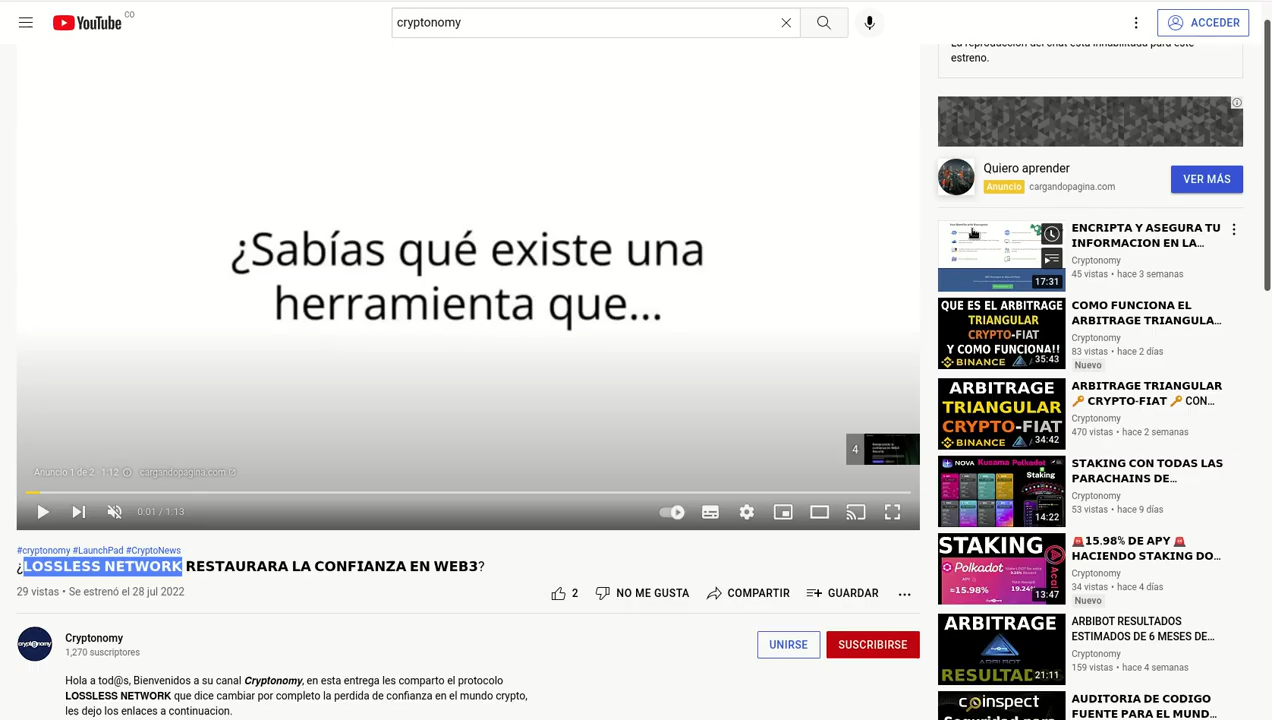 YouTube CO
cryptonomy
ACCEDER
La reproducción del chat está inhabilitada para este
estreno.
Quiero aprender
Anuncio cargandopagina.com
VER MÁS
¿Sabías qué existe una
herramienta que...
4
Anuncio 1 de 2 · 1:12 cargandopagina.com
0:01 / 1:13
#cryptonomy #LaunchPad #CryptoNews
¿LOSSLESS NETWORK RESTAURARA LA CONFIANZA EN WEB3?
29 vistas • Se estrenó el 28 jul 2022
2 NO ME GUSTA COMPARTIR GUARDAR
cryptonomy
Cryptonomy
1,270 suscriptores
UNIRSE SUSCRIBIRSE
Hola a tod@s, Bienvenidos a su canal Cryptonomy, en esta entrega les comparto el protocolo
LOSSLESS NETWORK que dice cambiar por completo la perdida de confianza en el mundo crypto,
les dejo los enlaces a continuacion.
17:31
ENCRIPTA Y ASEGURA TU
INFORMACION EN LA...
Cryptonomy
45 vistas • hace 3 semanas
QUE ES EL ARBITRAGE
TRIANGULAR
CRYPTO-FIAT
Y COMO FUNCIONA!!
BINANCE / 35:43
COMO FUNCIONA EL
ARBITRAGE TRIANGULA...
Cryptonomy
83 vistas • hace 2 días
Nuevo
ARBITRAGE
TRIANGULAR
CRYPTO-FIAT
BINANCE / 34:42
ARBITRAGE TRIANGULAR
🔑 CRYPTO-FIAT 🔑 CON...
Cryptonomy
470 vistas • hace 2 semanas
NOVA Kusama Polkadot
Staking
14:22
STAKING CON TODAS LAS
PARACHAINS DE...
Cryptonomy
53 vistas • hace 9 días
STAKING
Polkadot
≈15.98%
19.24%
13:47
🚨15.98% DE APY 🚨
HACIENDO STAKING DO...
Cryptonomy
34 vistas • hace 4 días
Nuevo
ARBITRAGE
ARBIBOT
RESULTAD
21:11
ARBIBOT RESULTADOS
ESTIMADOS DE 6 MESES DE...
Cryptonomy
159 vistas • hace 4 semanas
coinspect
AUDITORIA DE CODIGO
FUENTE PARA EL MUND...